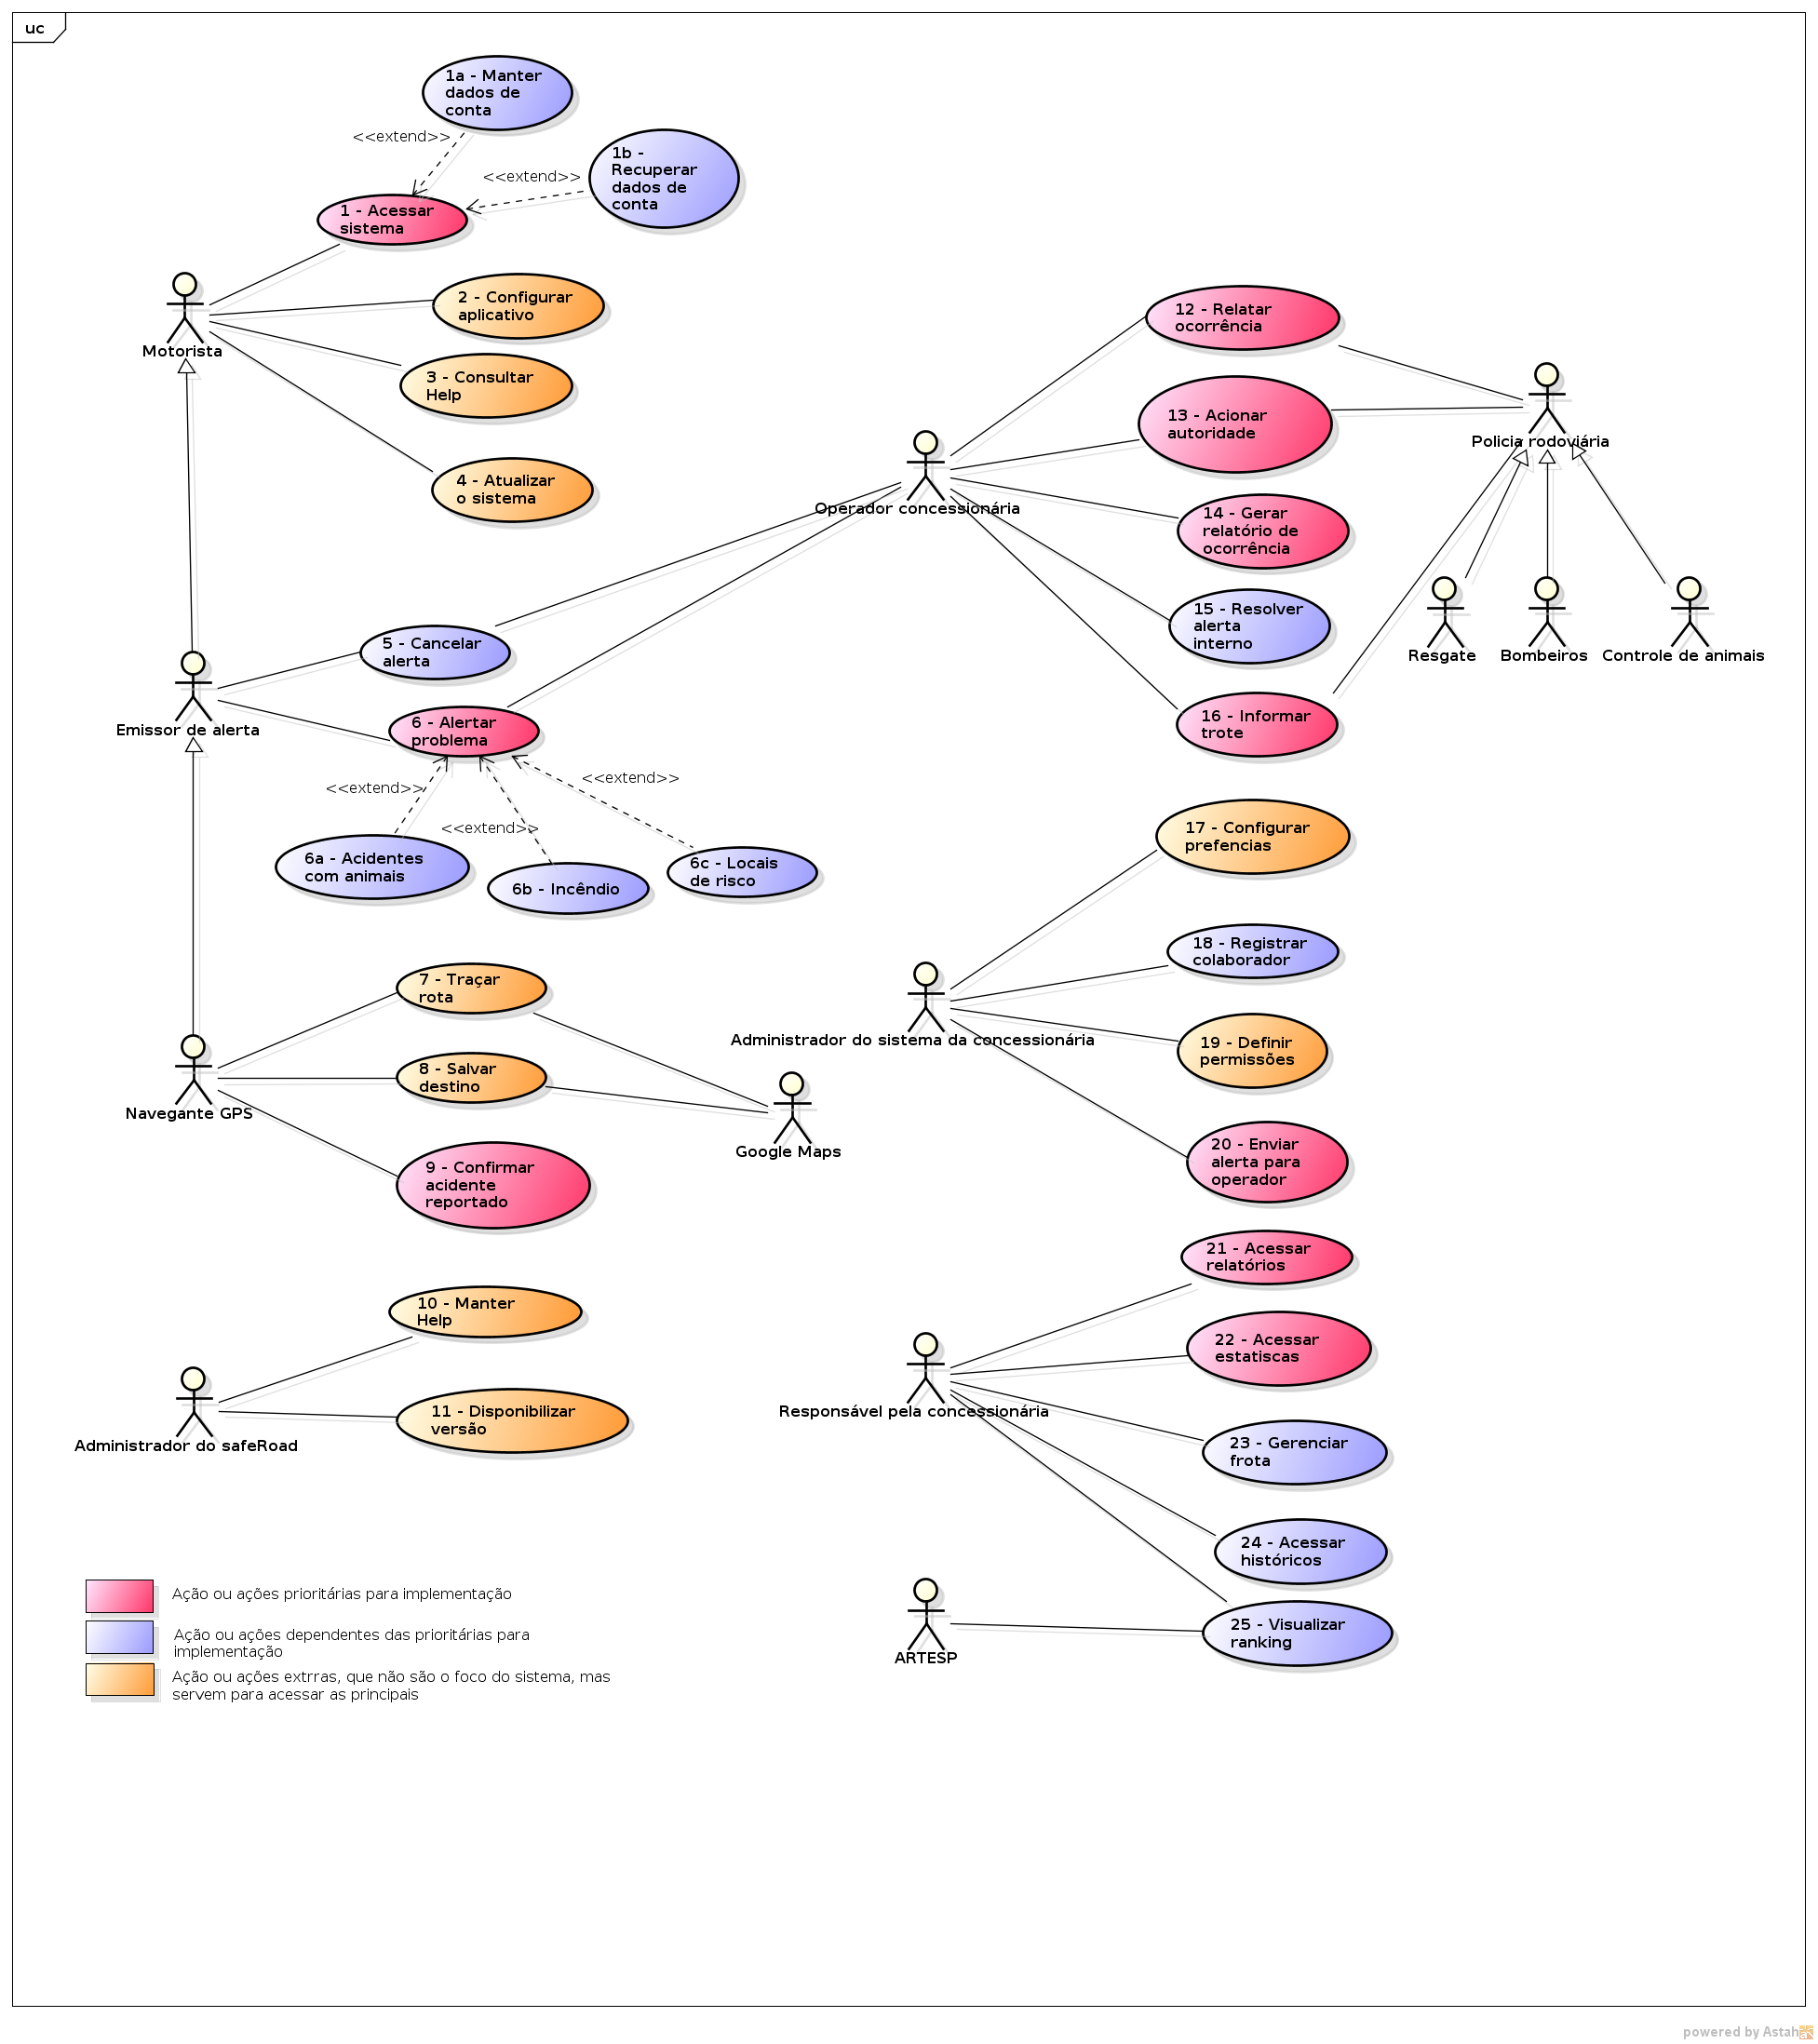 uc
1a - Manter
dados de
conta
<<extend>>
1b -
Recuperar
dados de
conta
<<extend>>
1 - Acessar
sistema
2 - Configurar
aplicativo
Motorista
3 - Consultar
Help
4 - Atualizar
o sistema
12 - Relatar
ocorrência
13 - Acionar
autoridade
Policia rodoviária
Operador concessionária
14 - Gerar
relatório de
ocorrência
15 - Resolver
alerta
interno
Resgate
Bombeiros
Controle de animais
16 - Informar
trote
5 - Cancelar
alerta
Emissor de alerta
6 - Alertar
problema
<<extend>>
<<extend>>
<<extend>>
6a - Acidentes
com animais
6b - Incêndio
6c - Locais
de risco
17 - Configurar
prefencias
18 - Registrar
colaborador
Administrador do sistema da concessionária
19 - Definir
permissões
20 - Enviar
alerta para
operador
7 - Traçar
rota
8 - Salvar
destino
Navegante GPS
Google Maps
9 - Confirmar
acidente
reportado
10 - Manter
Help
11 - Disponibilizar
versão
Administrador do safeRoad
21 - Acessar
relatórios
22 - Acessar
estatiscas
Responsável pela concessionária
23 - Gerenciar
frota
24 - Acessar
históricos
25 - Visualizar
ranking
ARTESP
Ação ou ações prioritárias para implementação
Ação ou ações dependentes das prioritárias para
implementação
Ação ou ações extrras, que não são o foco do sistema, mas
servem para acessar as principais
powered by Astah